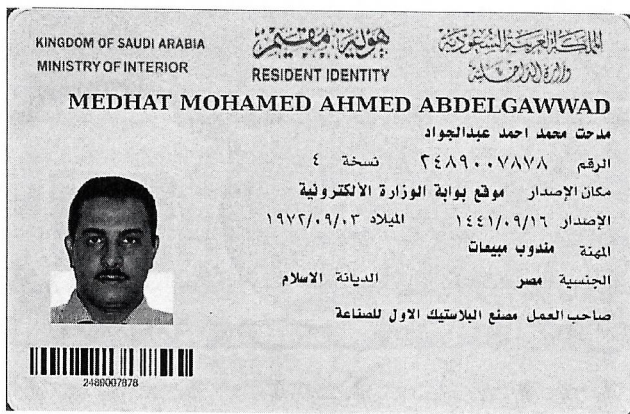 KINGDOM OF SAUDI ARABIA
MINISTRY OF INTERIOR
هوية مقيم
RESIDENT IDENTITY
المملكة العربية السعودية
وزارة الداخلية
MEDHAT MOHAMED AHMED ABDELGAWWAD
مدحت محمد احمد عبدالجواد
الرقم ٢٤٨٩٠٠٧٨٧٨ نسخة ٤
مكان الإصدار موقع بوابة الوزارة الألكترونية
الإصدار ١٤٤١/٠٩/١٦ الميلاد ١٩٧٢/٠٩/٠٣
المهنة مندوب مبيعات
الجنسية مصر الديانة الاسلام
صاحب العمل مصنع البلاستيك الاول للصناعة
2489007878